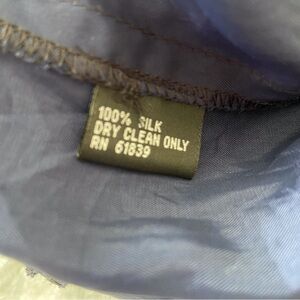 100% SILK
DRY CLEAN ONLY
RN 61839